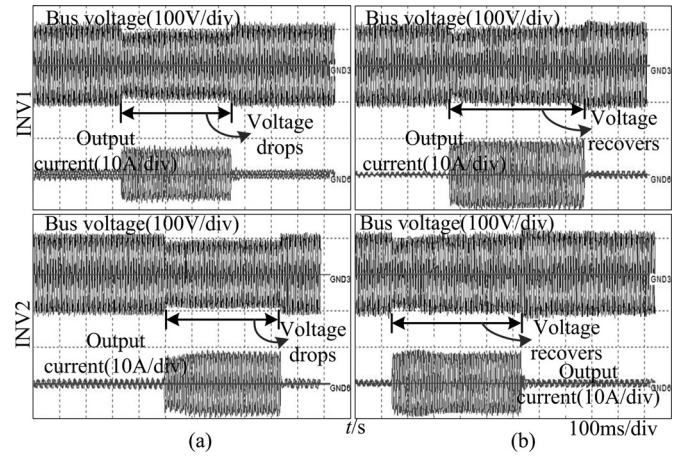 Bus voltage(100V/div)
GND3
Voltage
drops
Output
current(10A/div)
GND6
INV1
Bus voltage(100V/div)
GND3
Voltage
recovers
Output
current(10A/div)
GND6
Bus voltage(100V/div)
GND3
Voltage
drops
Output
current(10A/div)
GND6
INV2
Bus voltage(100V/div)
GND3
Voltage
recovers
Output
current(10A/div)
GND6
(a)
t/s
(b)
100ms/div